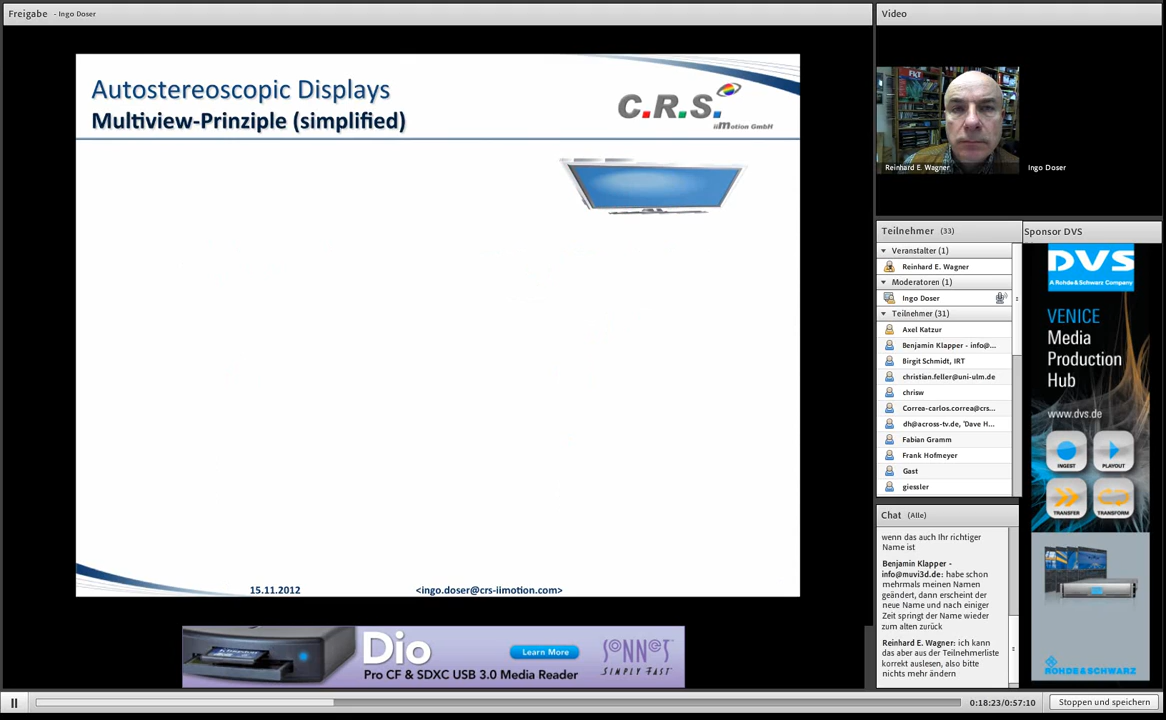 Freigabe - Ingo Doser
Autostereoscopic Displays
Multiview-Prinziple (simplified)
C.R.S.
iiMotion GmbH
15.11.2012
<ingo.doser@crs-iimotion.com>
Dio
Pro CF & SDXC USB 3.0 Media Reader
Learn More
SONNET
SIMPLY FAST
Video
FKT
Reinhard E. Wagner
Ingo Doser
Teilnehmer (33)
Veranstalter (1)
Reinhard E. Wagner
Moderatoren (1)
Ingo Doser
Teilnehmer (31)
Axel Katzur
Benjamin Klapper - info@...
Birgit Schmidt, IRT
christian.feller@uni-ulm.de
chrisw
Correa-carlos.correa@crs...
dh@across-tv.de, 'Dave H...
Fabian Gramm
Frank Hofmeyer
Gast
giessler
Chat (Alle)
wenn das auch Ihr richtiger
Name ist
Benjamin Klapper -
info@muvi3d.de: habe schon
mehrmals meinen Namen
geändert, dann erscheint der
neue Name und nach einiger
Zeit springt der Name wieder
zum alten zurück
Reinhard E. Wagner: ich kann
das aber aus der Teilnehmerliste
korrekt auslesen, also bitte
nichts mehr ändern
Sponsor DVS
DVS
A Rohde&Schwarz Company
VENICE
Media
Production
Hub
www.dvs.de
INGEST
PLAYOUT
TRANSFER
TRANSFORM
ROHDE&SCHWARZ
0:18:23/0:57:10
Stoppen und speichern